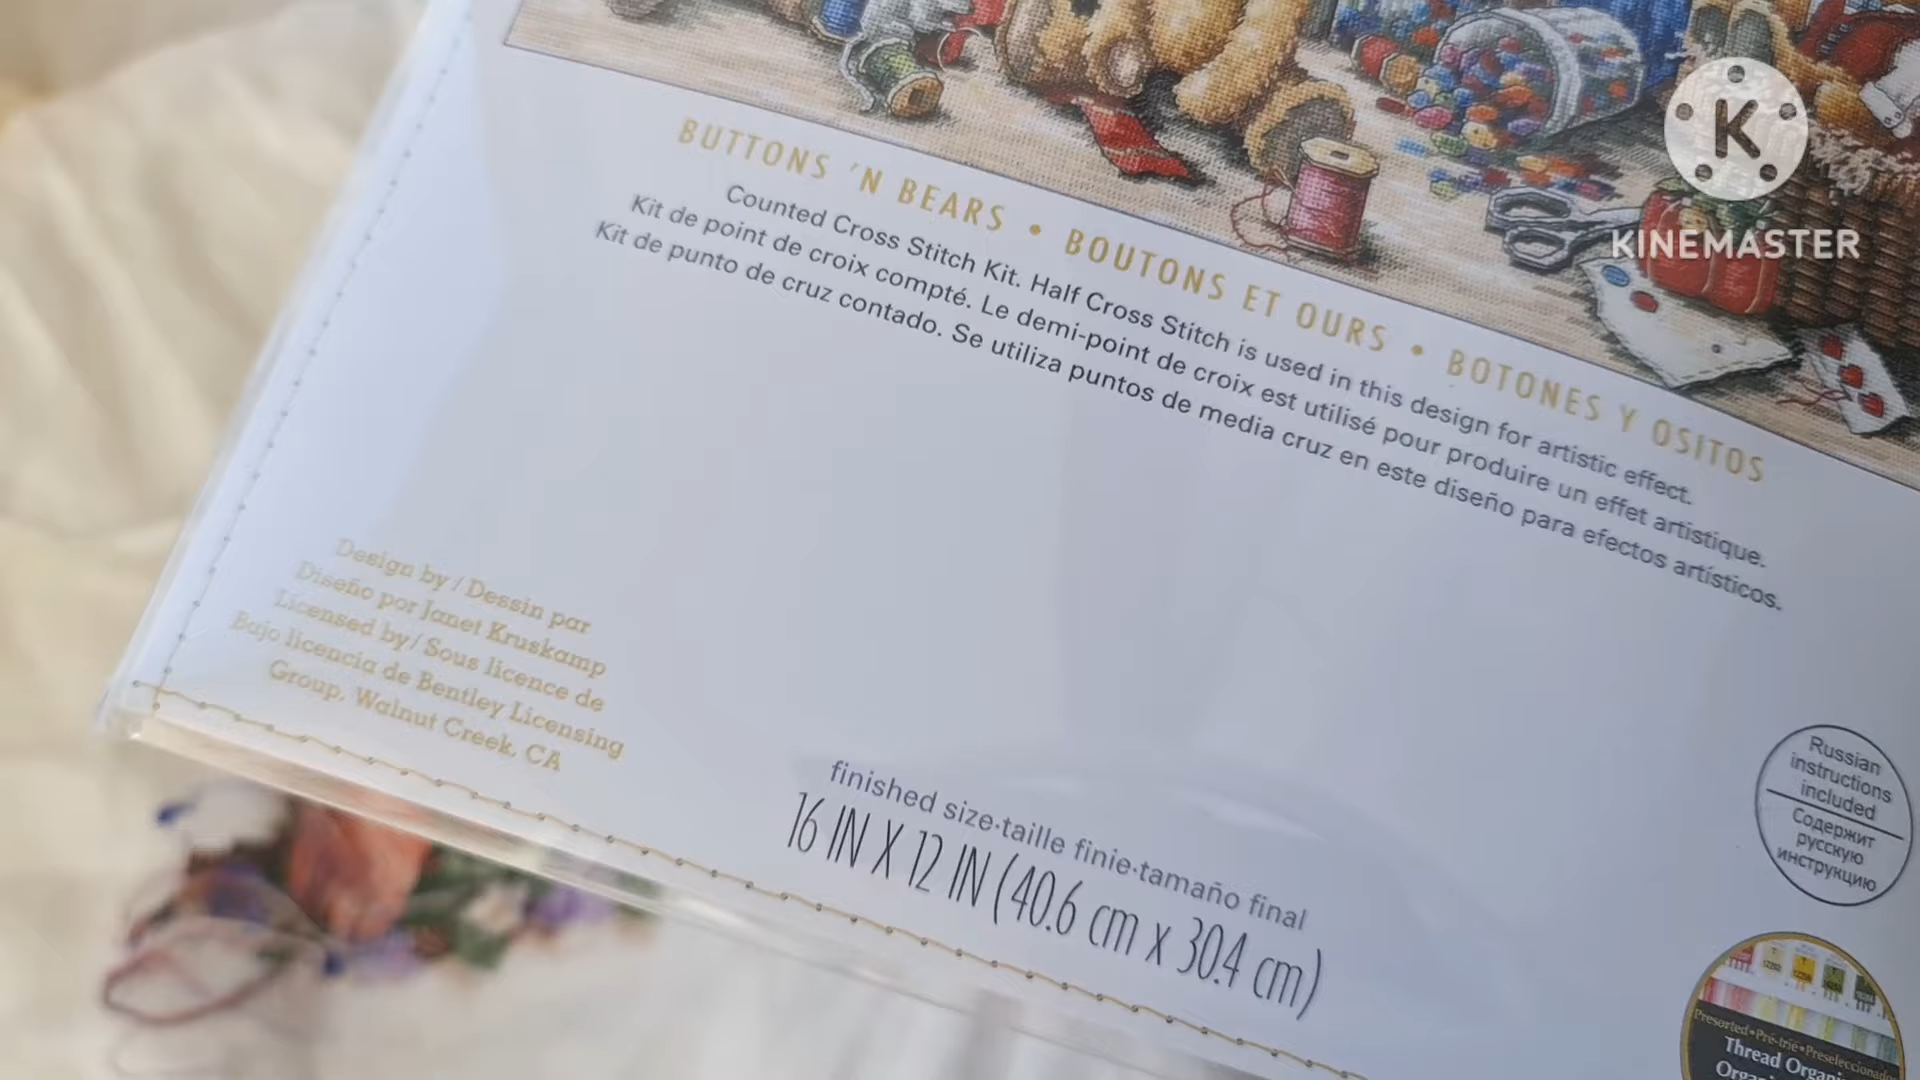 K
KINEMASTER
BUTTONS 'N BEARS • BOUTONS ET OURS • BOTONES Y OSITOS
Counted Cross Stitch Kit. Half Cross Stitch is used in this design for artistic effect.
Kit de point de croix compté. Le demi-point de croix est utilisé pour produire un effet artistique.
Kit de punto de cruz contado. Se utiliza puntos de media cruz en este diseño para efectos artísticos.
Design by / Dessin par
Diseño por Janet Kruskamp
Licensed by / Sous licence de
Bajo licencia de Bentley Licensing
Group, Walnut Creek, CA
finished size·taille finie·tamaño final
16 IN X 12 IN (40.6 cm x 30.4 cm)
Russian
instructions
included
Содержит
русскую
инструкцию
Presorted•Pré-trié•Preseleccionado
Thread